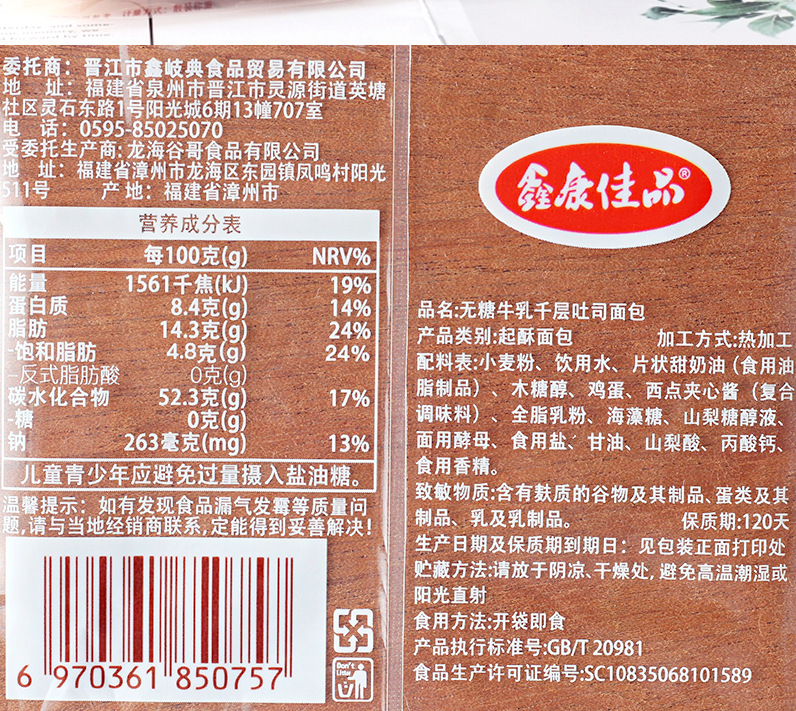 计量方式：散装称重
委托商：晋江市鑫岐典食品贸易有限公司
地 址：福建省泉州市晋江市灵源街道英塘
社区灵石东路1号阳光城6期13幢707室
电 话：0595-85025070
受委托生产商:龙海谷哥食品有限公司
地 址：福建省漳州市龙海区东园镇凤鸣村阳光
511号 产地：福建省漳州市
营养成分表
项目 每100克(g) NRV%
能量 1561千焦(kJ) 19%
蛋白质 8.4克(g) 14%
脂肪 14.3克(g) 24%
-饱和脂肪 4.8克(g) 24%
-反式脂肪酸 0克(g)
碳水化合物 52.3克(g) 17%
-糖 0克(g)
钠 263毫克(mg) 13%
儿童青少年应避免过量摄入盐油糖。
温馨提示：如有发现食品漏气发霉等质量问
题,请与当地经销商联系,定能得到妥善解决!
6 970361 850757
Don't Litter
鑫康佳品®
品名:无糖牛乳千层吐司面包
产品类别:起酥面包 加工方式:热加工
配料表:小麦粉、饮用水、片状甜奶油（食用油
脂制品）、木糖醇、鸡蛋、西点夹心酱（复合
调味料）、全脂乳粉、海藻糖、山梨糖醇液、
面用酵母、食用盐、甘油、山梨酸、丙酸钙、
食用香精。
致敏物质:含有麸质的谷物及其制品、蛋类及其
制品、乳及乳制品。 保质期:120天
生产日期及保质期到期日：见包装正面打印处
贮藏方法:请放于阴凉、干燥处,避免高温潮湿或
阳光直射
食用方法:开袋即食
产品执行标准号:GB/T 20981
食品生产许可证编号:SC10835068101589